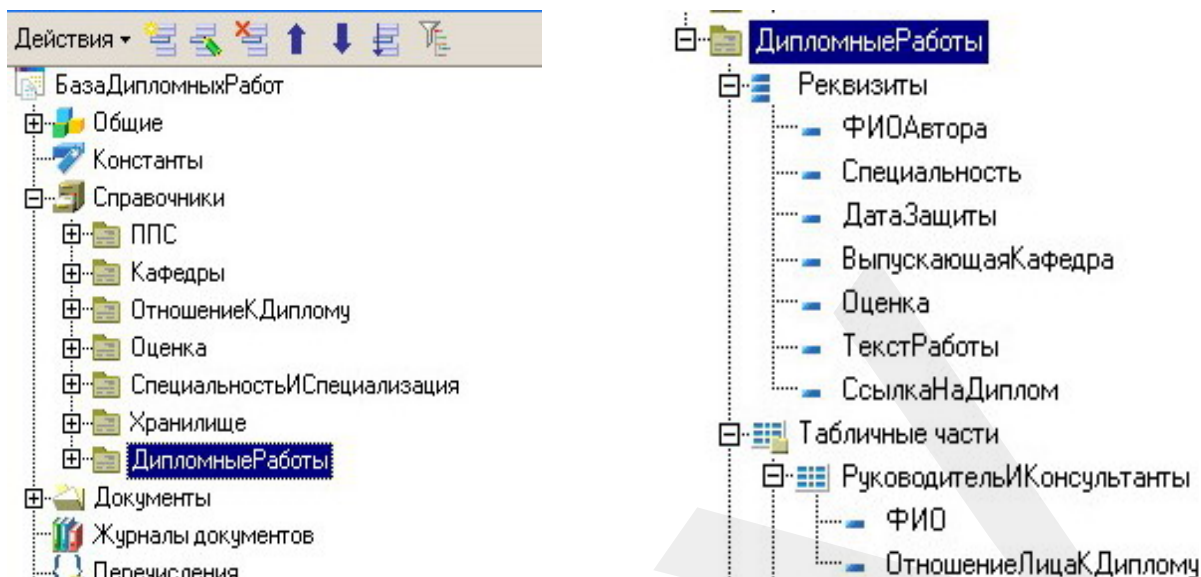 Действия
БазаДипломныхРабот
Общие
Константы
Справочники
ППС
Кафедры
ОтношениеКДиплому
Оценка
СпециальностьИСпециализация
Хранилище
ДипломныеРаботы
Документы
Журналы документов
Перечисления
ДипломныеРаботы
Реквизиты
ФИОАвтора
Специальность
ДатаЗащиты
ВыпускающаяКафедра
Оценка
ТекстРаботы
СсылкаНаДиплом
Табличные части
РуководительИКонсультанты
ФИО
ОтношениеЛицаКДиплому